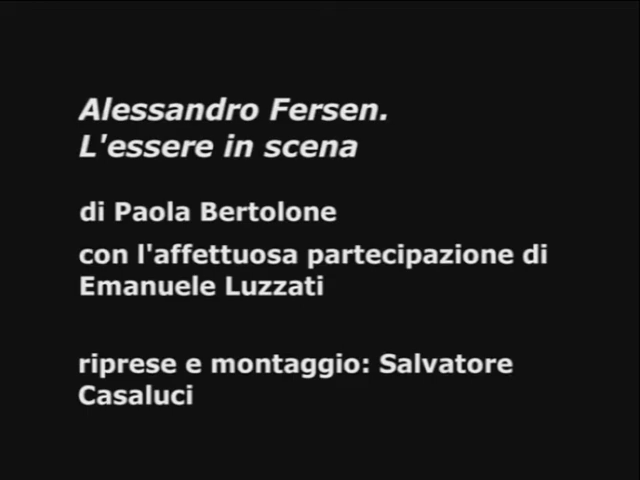 Alessandro Fersen.
L'essere in scena
di Paola Bertolone
con l'affettuosa partecipazione di
Emanuele Luzzati
riprese e montaggio: Salvatore
Casaluci